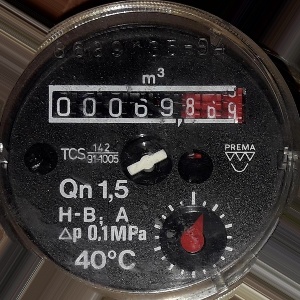 m³
00069,869
TCS 142
91-1005
PREMA
Qn 1,5
H-B; A
Δp 0,1MPa
40°C